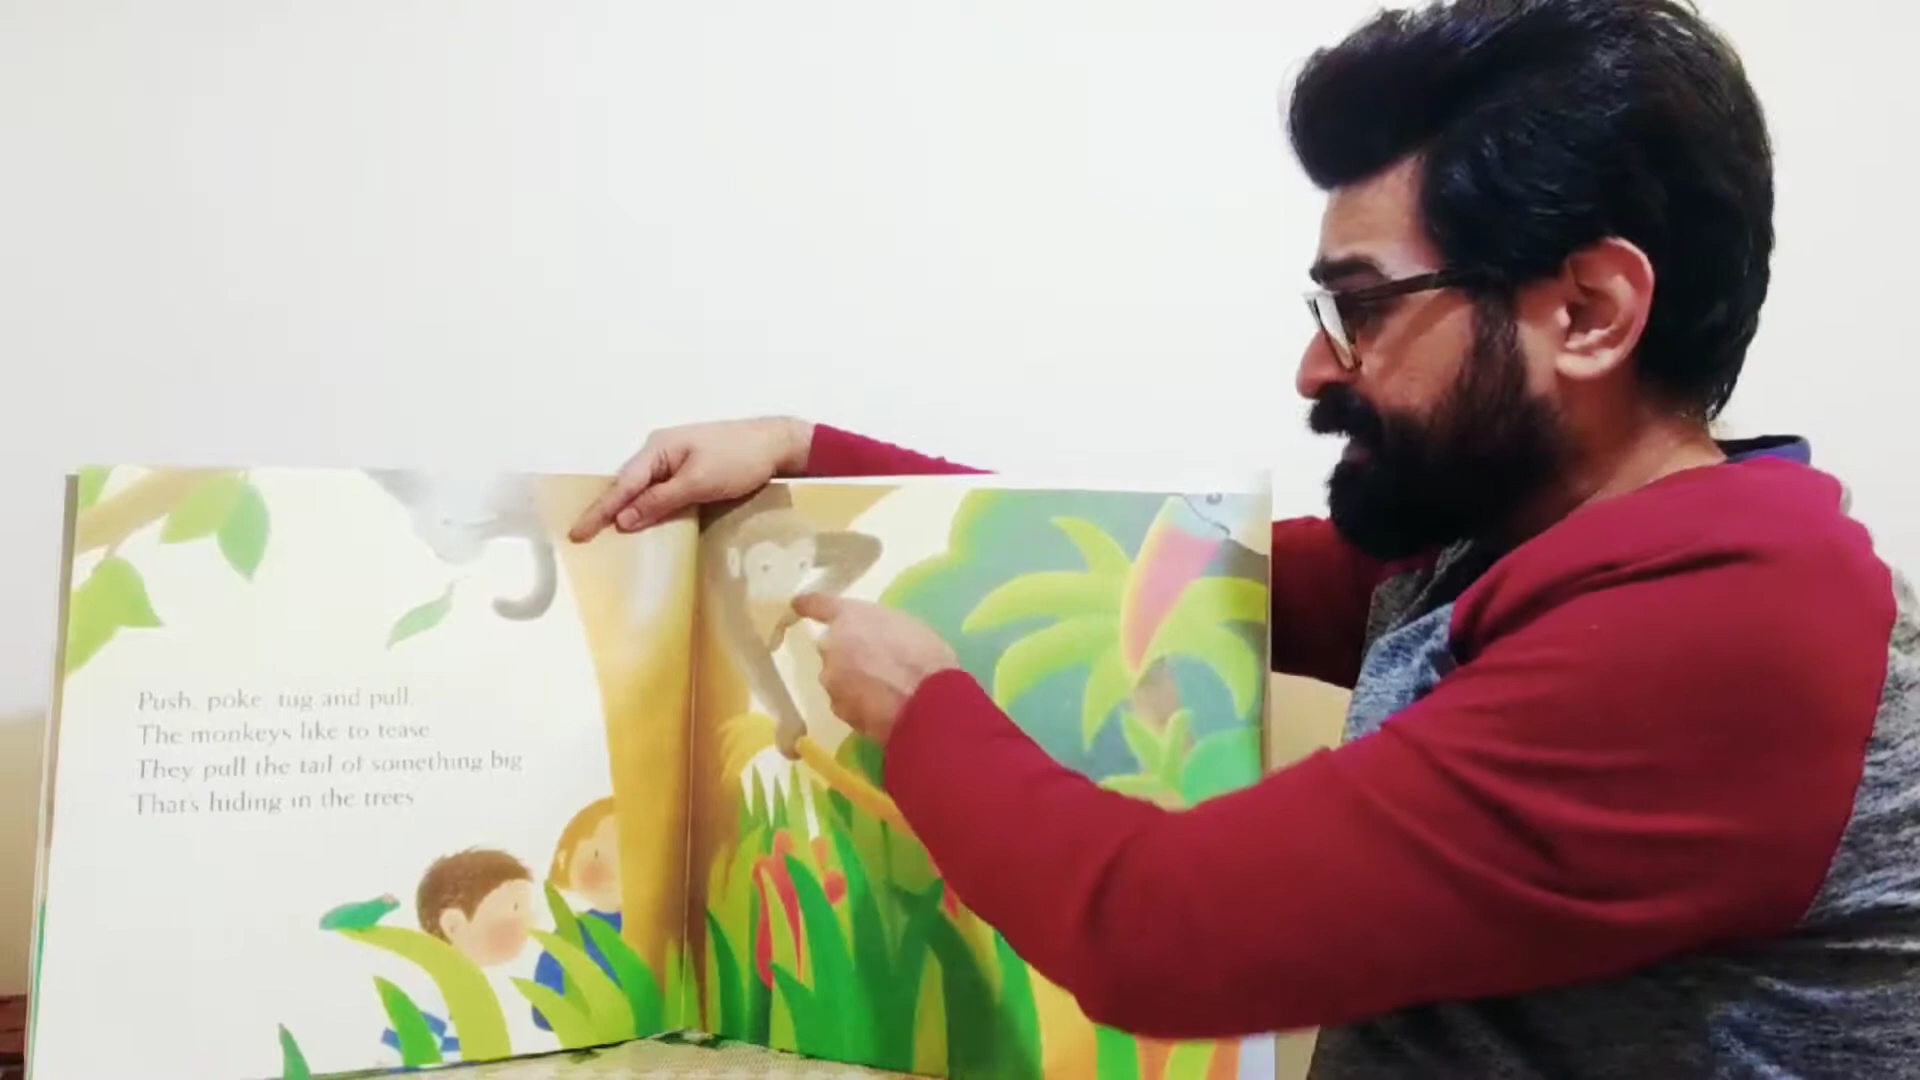 Push, poke, tug and pull.
The monkeys like to tease
They pull the tail of something big
That's hiding in the trees